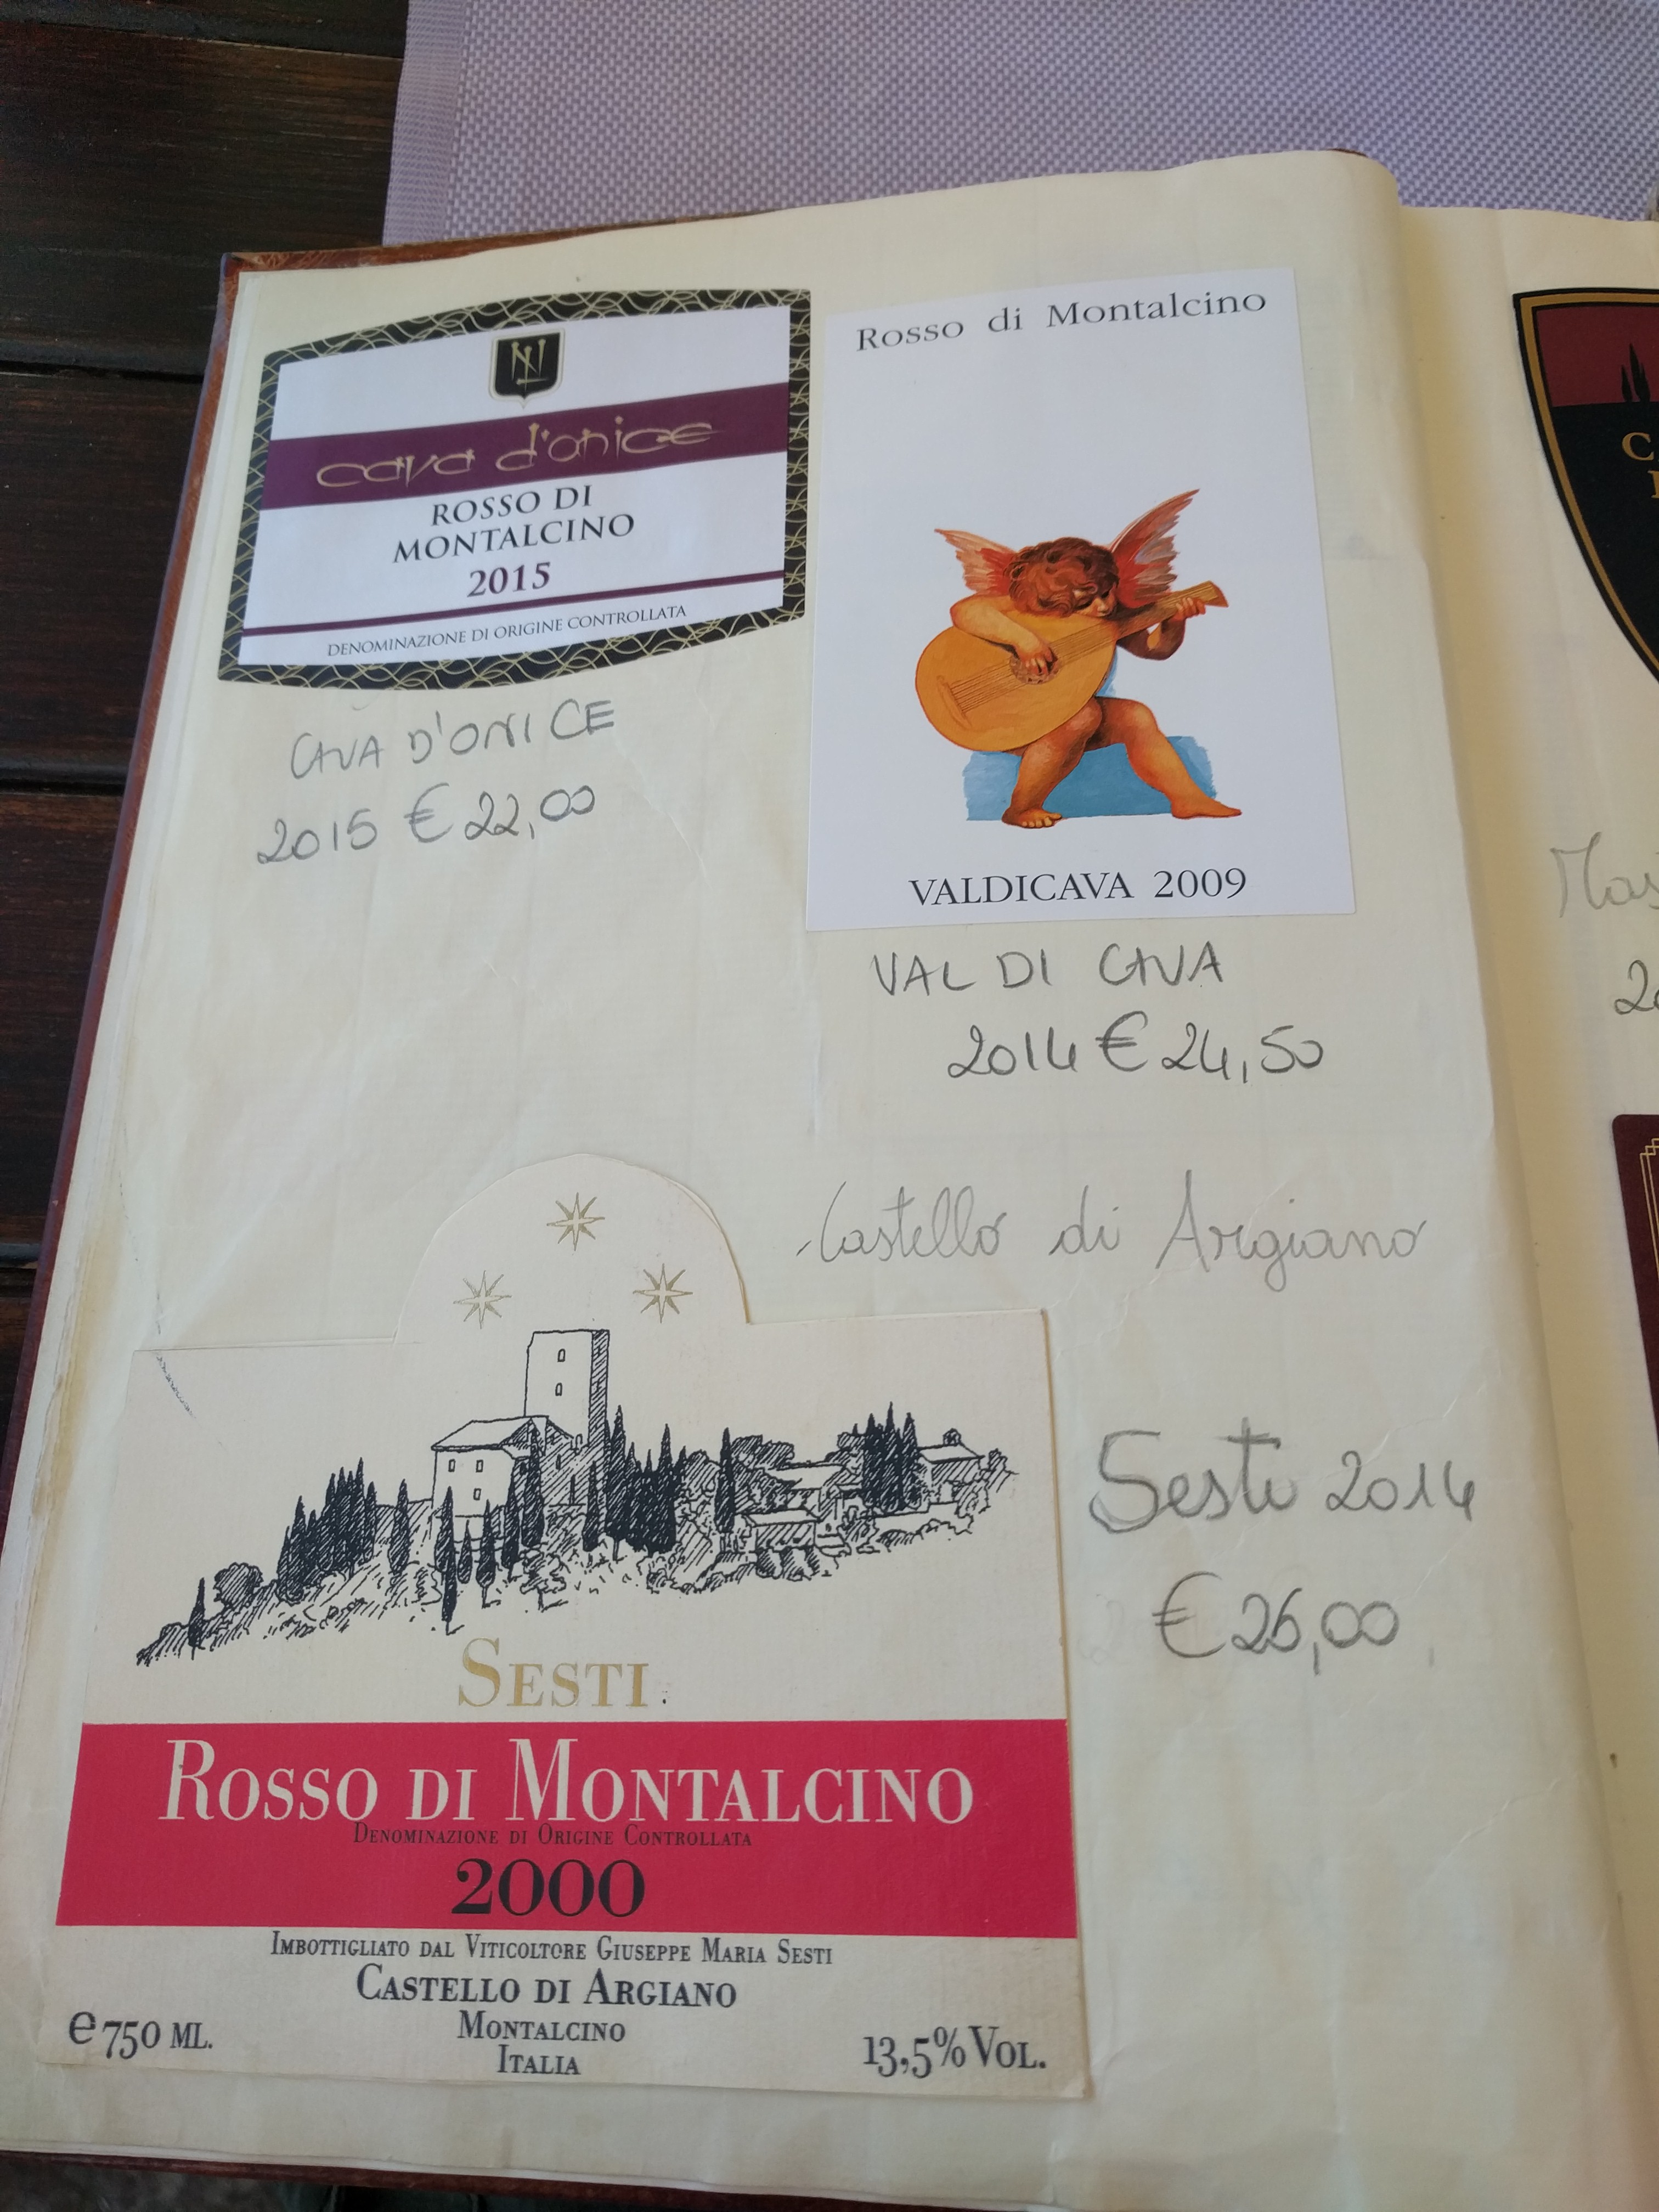 cava d'onice
ROSSO DI
MONTALCINO
2015
DENOMINAZIONE DI ORIGINE CONTROLLATA
CAVA D'ONICE
2015 € 22,00
Rosso di Montalcino
VALDICAVA 2009
VAL DI CAVA
2014 € 24,50
Castello di Argiano
Sesti 2014
€ 26,00
SESTI
ROSSO DI MONTALCINO
DENOMINAZIONE DI ORIGINE CONTROLLATA
2000
IMBOTTIGLIATO DAL VITICOLTORE GIUSEPPE MARIA SESTI
CASTELLO DI ARGIANO
MONTALCINO
ITALIA
e 750 ML.
13,5% VOL.